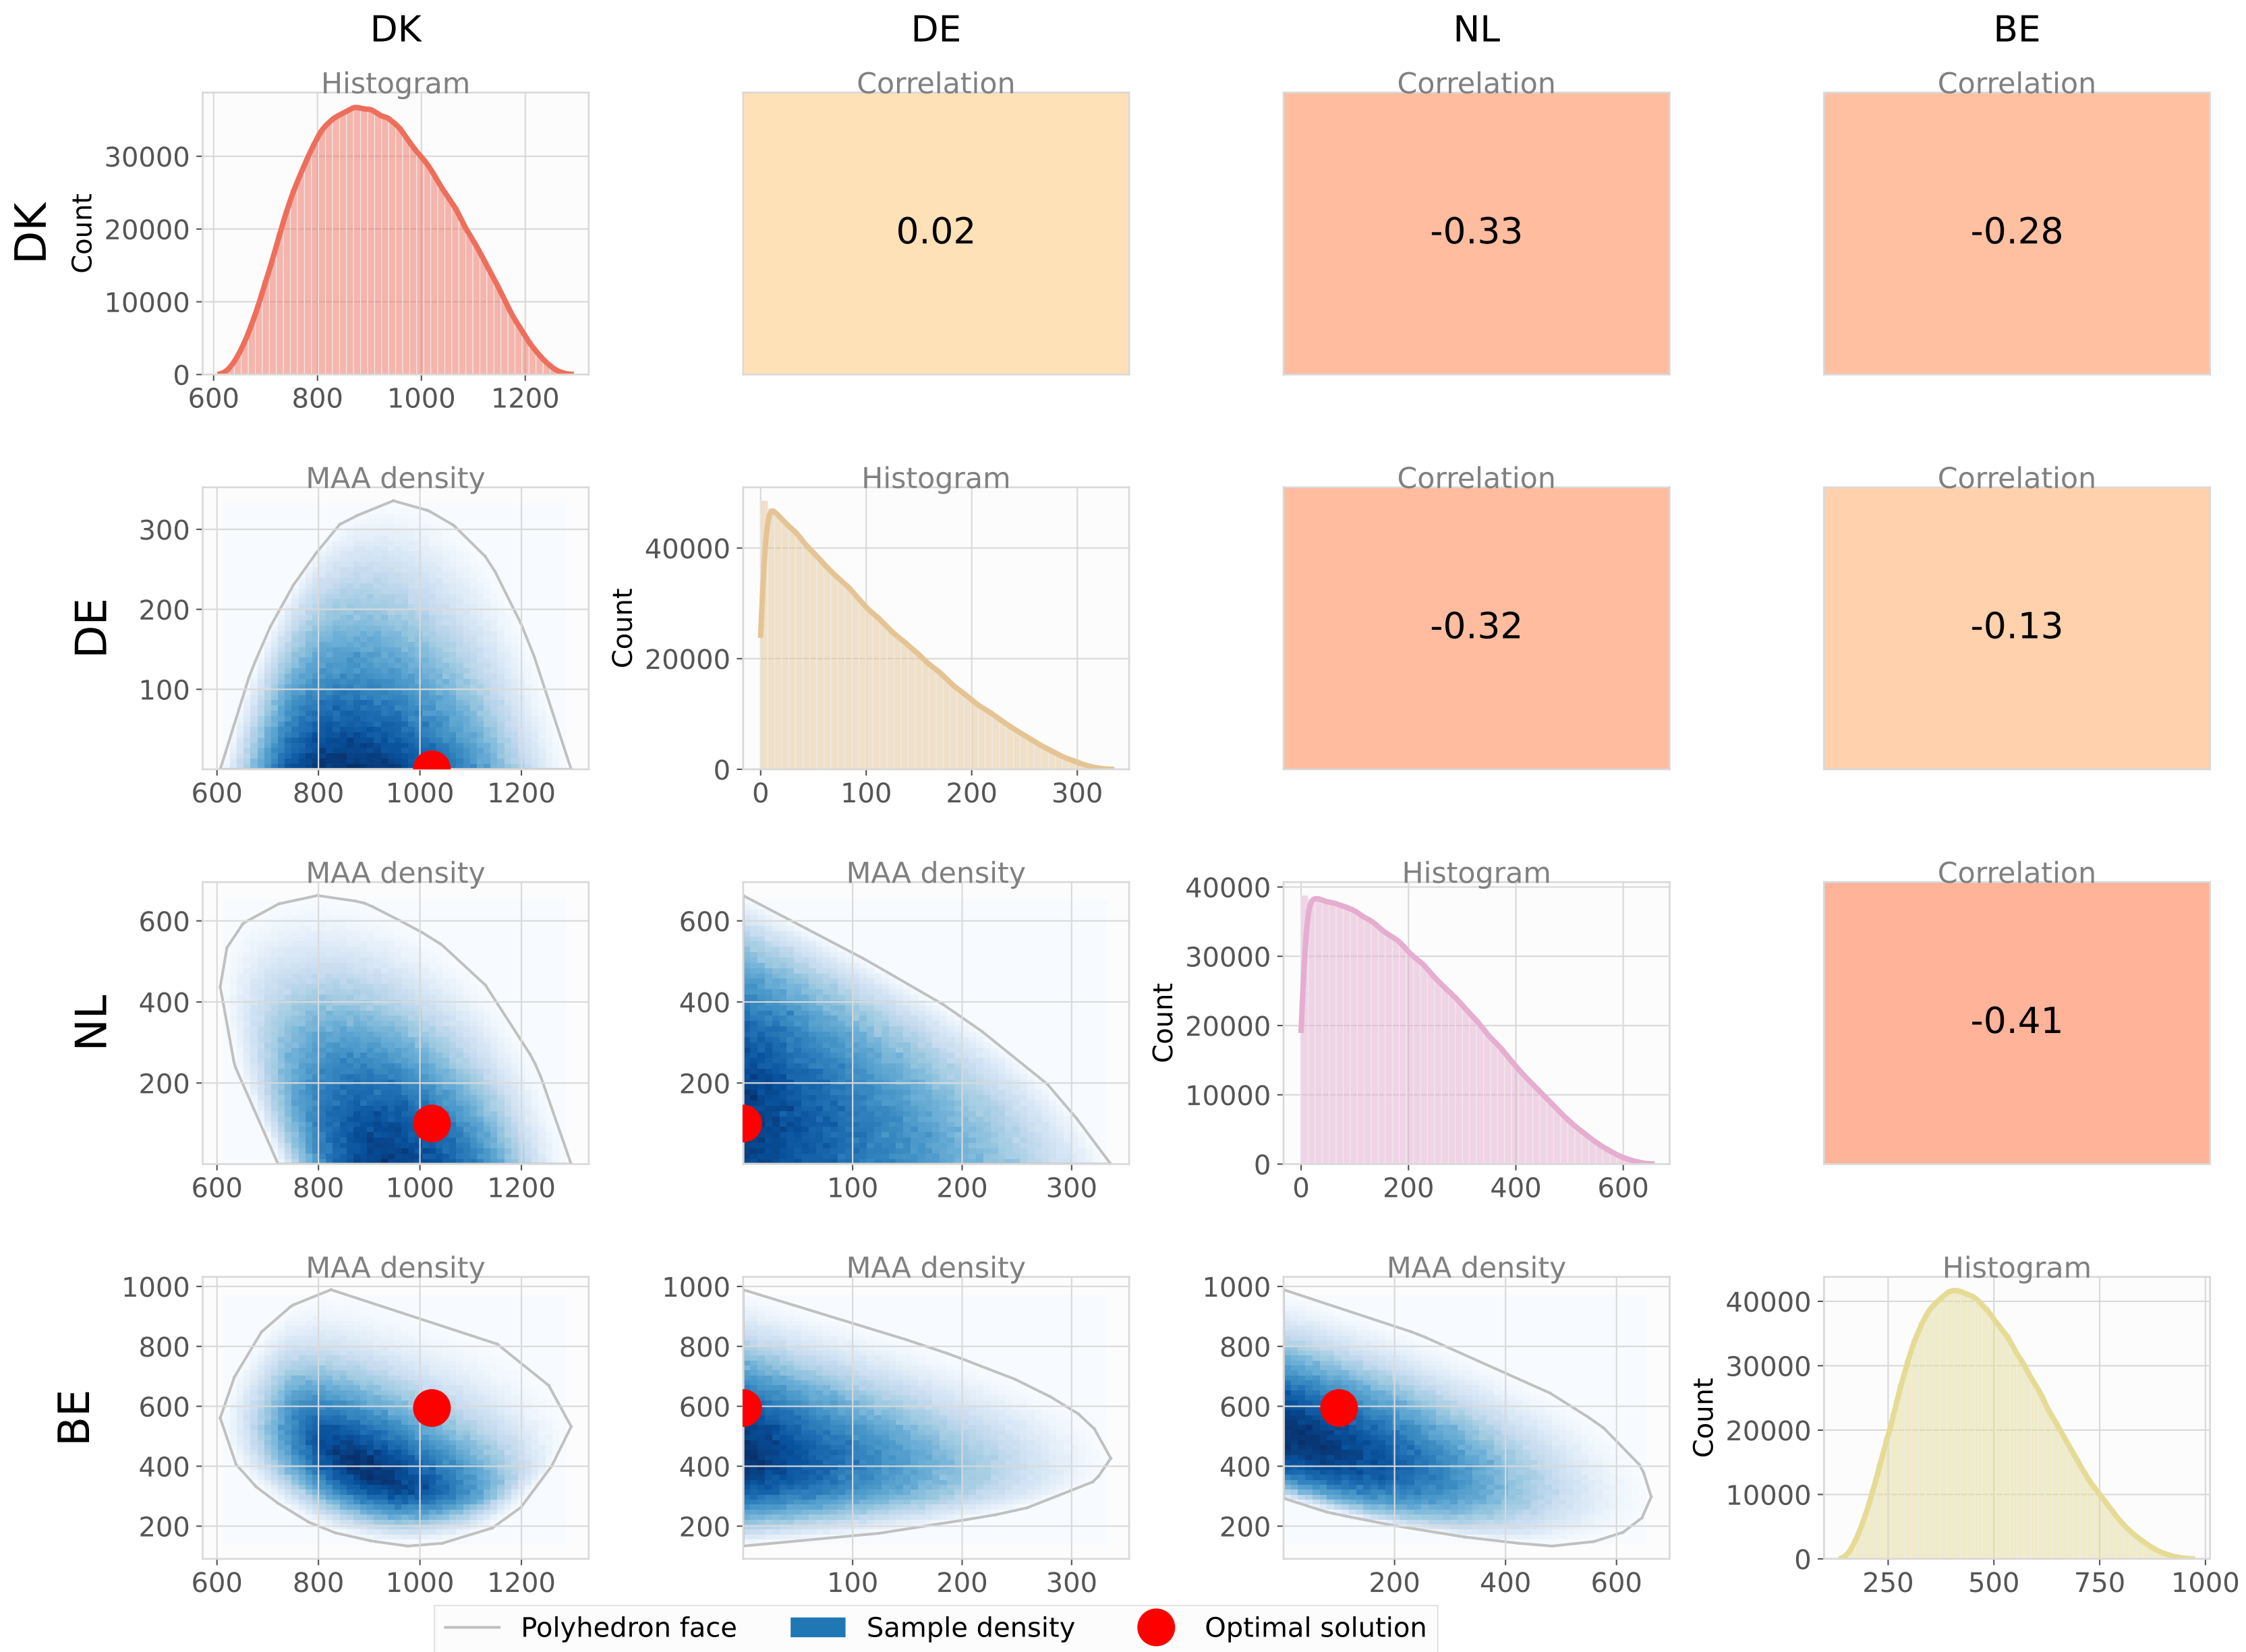 DK DE NL BE
Histogram Correlation Correlation Correlation
DK
Count
30000
20000
10000
0
600 800 1000 1200
0.02
-0.33
-0.28
MAA density Histogram Correlation Correlation
DE
300
200
100
600 800 1000 1200
Count
40000
20000
0
0 100 200 300
-0.32
-0.13
MAA density MAA density Histogram Correlation
NL
600
400
200
600 800 1000 1200
600
400
200
100 200 300
Count
40000
30000
20000
10000
0
0 200 400 600
-0.41
MAA density MAA density MAA density Histogram
BE
1000
800
600
400
200
600 800 1000 1200
1000
800
600
400
200
100 200 300
1000
800
600
400
200
200 400 600
Count
40000
30000
20000
10000
0
250 500 750 1000
Polyhedron face Sample density Optimal solution